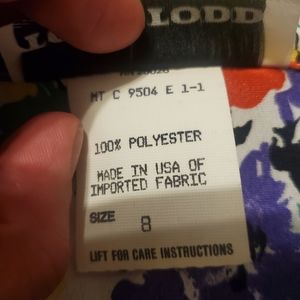 MT C 9504 E 1-1
100% POLYESTER
MADE IN USA OF
IMPORTED FABRIC
SIZE
8
LIFT FOR CARE INSTRUCTIONS